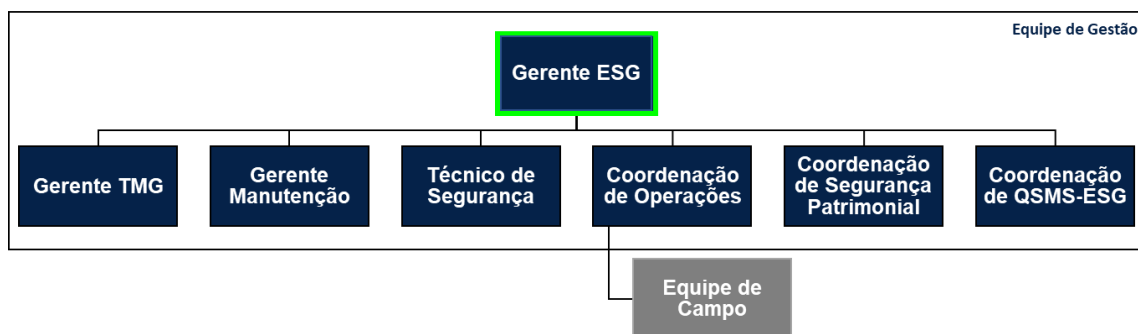 Equipe de Gestão
Gerente ESG
Gerente TMG
Gerente
Manutenção
Técnico de
Segurança
Coordenação
de Operações
Coordenação
de Segurança
Patrimonial
Coordenação
de QSMS-ESG
Equipe de
Campo